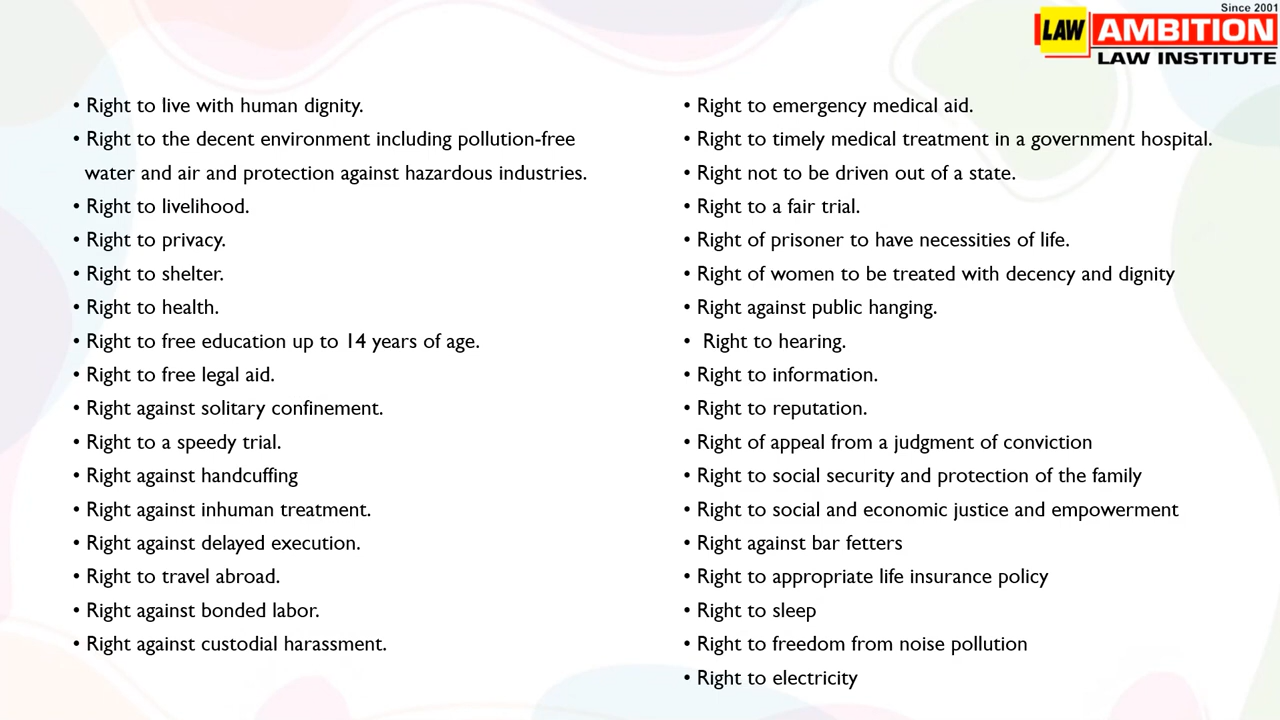 Since 2001
LAW AMBITION
LAW INSTITUTE
• Right to live with human dignity.
• Right to the decent environment including pollution-free
water and air and protection against hazardous industries.
• Right to livelihood.
• Right to privacy.
• Right to shelter.
• Right to health.
• Right to free education up to 14 years of age.
• Right to free legal aid.
• Right against solitary confinement.
• Right to a speedy trial.
• Right against handcuffing
• Right against inhuman treatment.
• Right against delayed execution.
• Right to travel abroad.
• Right against bonded labor.
• Right against custodial harassment.
• Right to emergency medical aid.
• Right to timely medical treatment in a government hospital.
• Right not to be driven out of a state.
• Right to a fair trial.
• Right of prisoner to have necessities of life.
• Right of women to be treated with decency and dignity
• Right against public hanging.
• Right to hearing.
• Right to information.
• Right to reputation.
• Right of appeal from a judgment of conviction
• Right to social security and protection of the family
• Right to social and economic justice and empowerment
• Right against bar fetters
• Right to appropriate life insurance policy
• Right to sleep
• Right to freedom from noise pollution
• Right to electricity